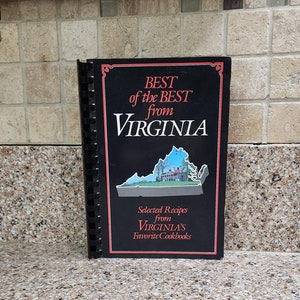 BEST
of the BEST
from
VIRGINIA
Selected Recipes
from
VIRGINIA'S
Favorite Cookbooks